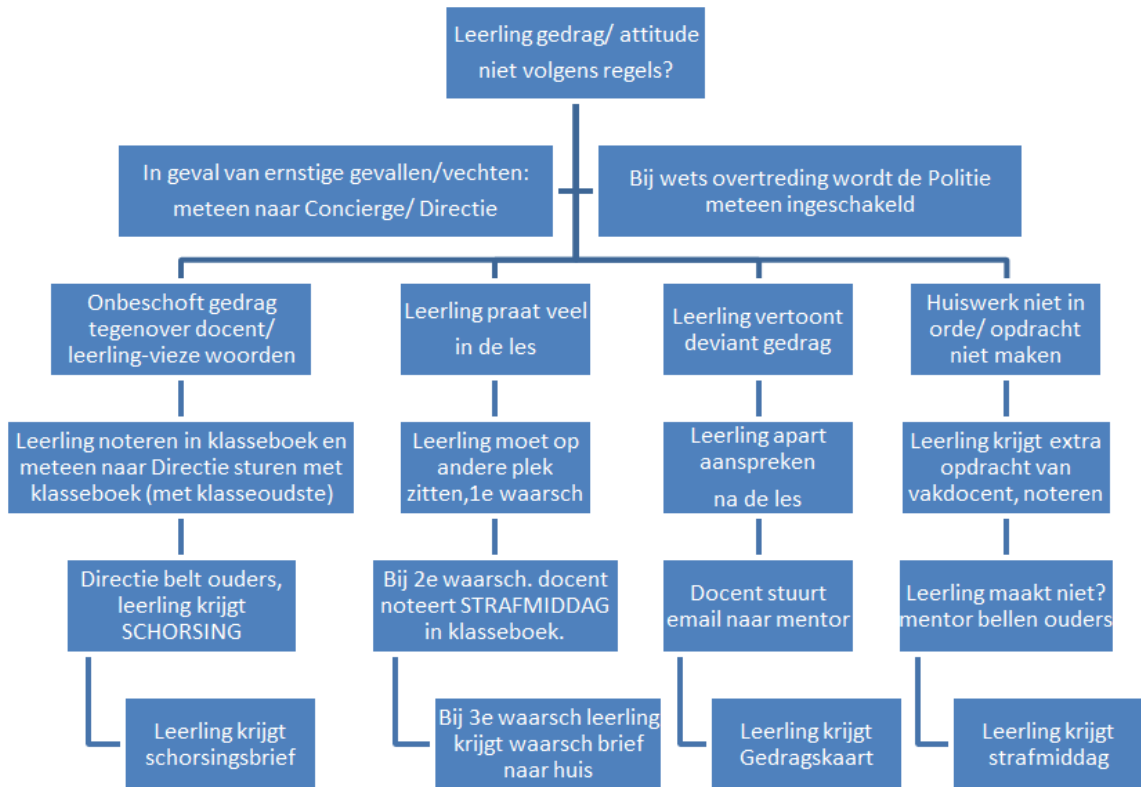 Leerling gedrag/ attitude
niet volgens regels?
In geval van ernstige gevallen/vechten:
meteen naar Concierge/ Directie
Bij wets overtreding wordt de Politie
meteen ingeschakeld
Onbeschoft gedrag
tegenover docent/
leerling-vieze woorden
Leerling praat veel
in de les
Leerling vertoont
deviant gedrag
Huiswerk niet in
orde/ opdracht
niet maken
Leerling noteren in klasseboek en
meteen naar Directie sturen met
klasseboek (met klasseoudste)
Leerling moet op
andere plek
zitten,1e waarsch
Leerling apart
aanspreken
na de les
Leerling krijgt extra
opdracht van
vakdocent, noteren
Directie belt ouders,
leerling krijgt
SCHORSING
Bij 2e waarsch. docent
noteert STRAFMIDDAG
in klasseboek.
Docent stuurt
email naar mentor
Leerling maakt niet?
mentor bellen ouders
Leerling krijgt
schorsingsbrief
Bij 3e waarsch leerling
krijgt waarsch brief
naar huis
Leerling krijgt
Gedragskaart
Leerling krijgt
strafmiddag